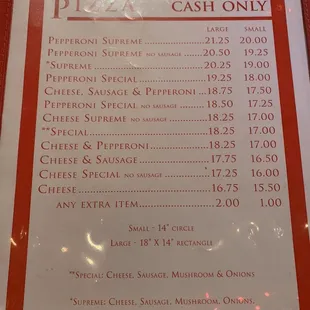 PIZZA CASH ONLY
LARGE SMALL
PEPPERONI SUPREME 21.25 20.00
PEPPERONI SUPREME NO SAUSAGE 20.50 19.25
*SUPREME 20.25 19.00
PEPPERONI SPECIAL 19.25 18.00
CHEESE, SAUSAGE & PEPPERONI 18.75 17.50
PEPPERONI SPECIAL NO SAUSAGE 18.50 17.25
CHEESE SUPREME NO SAUSAGE 18.25 17.00
**SPECIAL 18.25 17.00
CHEESE & PEPPERONI 18.25 17.00
CHEESE & SAUSAGE 17.75 16.50
CHEESE SPECIAL NO SAUSAGE 17.25 16.00
CHEESE 16.75 15.50
ANY EXTRA ITEM 2.00 1.00
SMALL - 14" CIRCLE
LARGE - 18" X 14" RECTANGLE
**SPECIAL: CHEESE, SAUSAGE, MUSHROOM & ONIONS
*SUPREME: CHEESE, SAUSAGE, MUSHROOM, ONIONS,